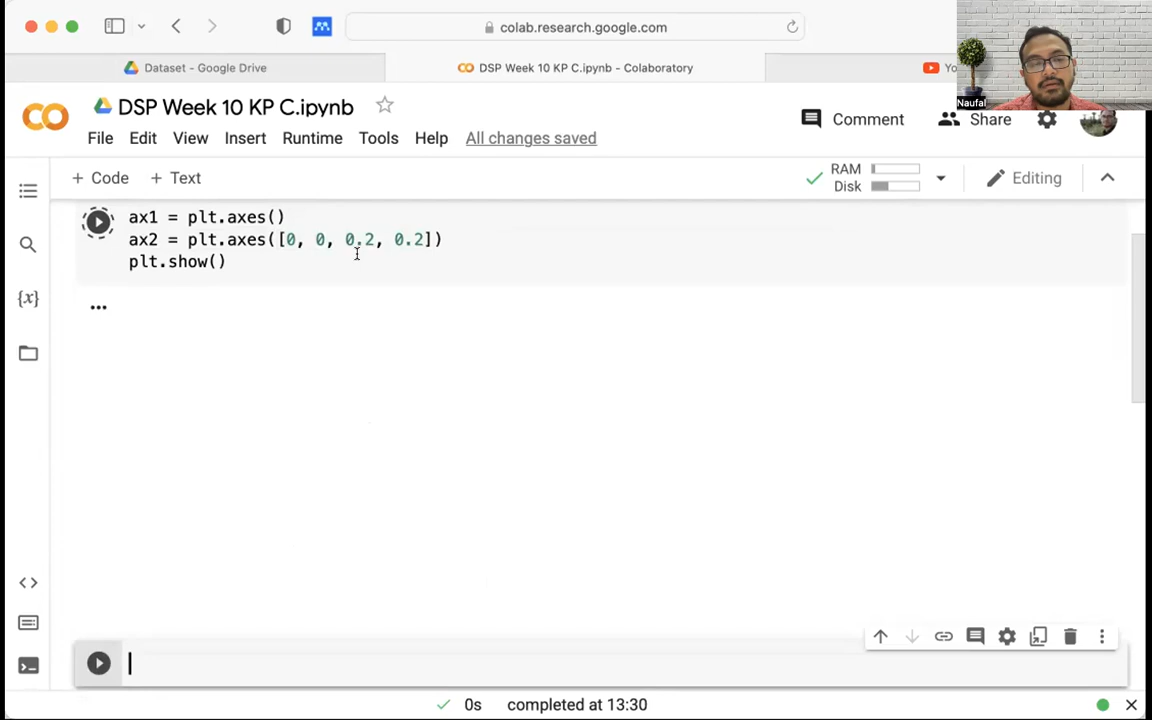 colab.research.google.com
Dataset - Google Drive
DSP Week 10 KP C.ipynb - Colaboratory
Yo
Naufal
DSP Week 10 KP C.ipynb
File Edit View Insert Runtime Tools Help All changes saved
Comment
Share
+ Code + Text
RAM
Disk
Editing
ax1 = plt.axes()
ax2 = plt.axes([0, 0, 0.2, 0.2])
plt.show()
{x}
0s completed at 13:30